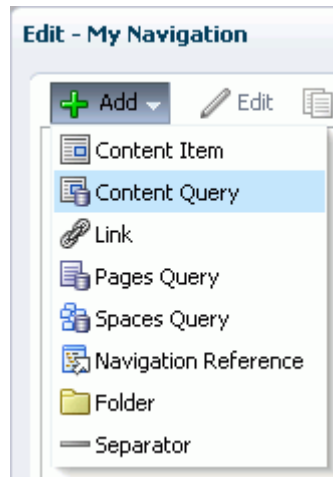 Edit - My Navigation
Add Edit
Content Item
Content Query
Link
Pages Query
Spaces Query
Navigation Reference
Folder
Separator